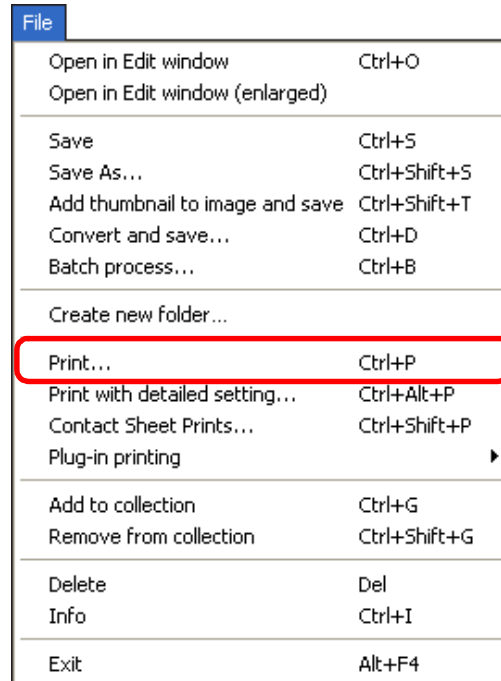 File
Open in Edit window Ctrl+O
Open in Edit window (enlarged)
Save Ctrl+S
Save As... Ctrl+Shift+S
Add thumbnail to image and save Ctrl+Shift+T
Convert and save... Ctrl+D
Batch process... Ctrl+B
Create new folder...
Print... Ctrl+P
Print with detailed setting... Ctrl+Alt+P
Contact Sheet Prints... Ctrl+Shift+P
Plug-in printing
Add to collection Ctrl+G
Remove from collection Ctrl+Shift+G
Delete Del
Info Ctrl+I
Exit Alt+F4